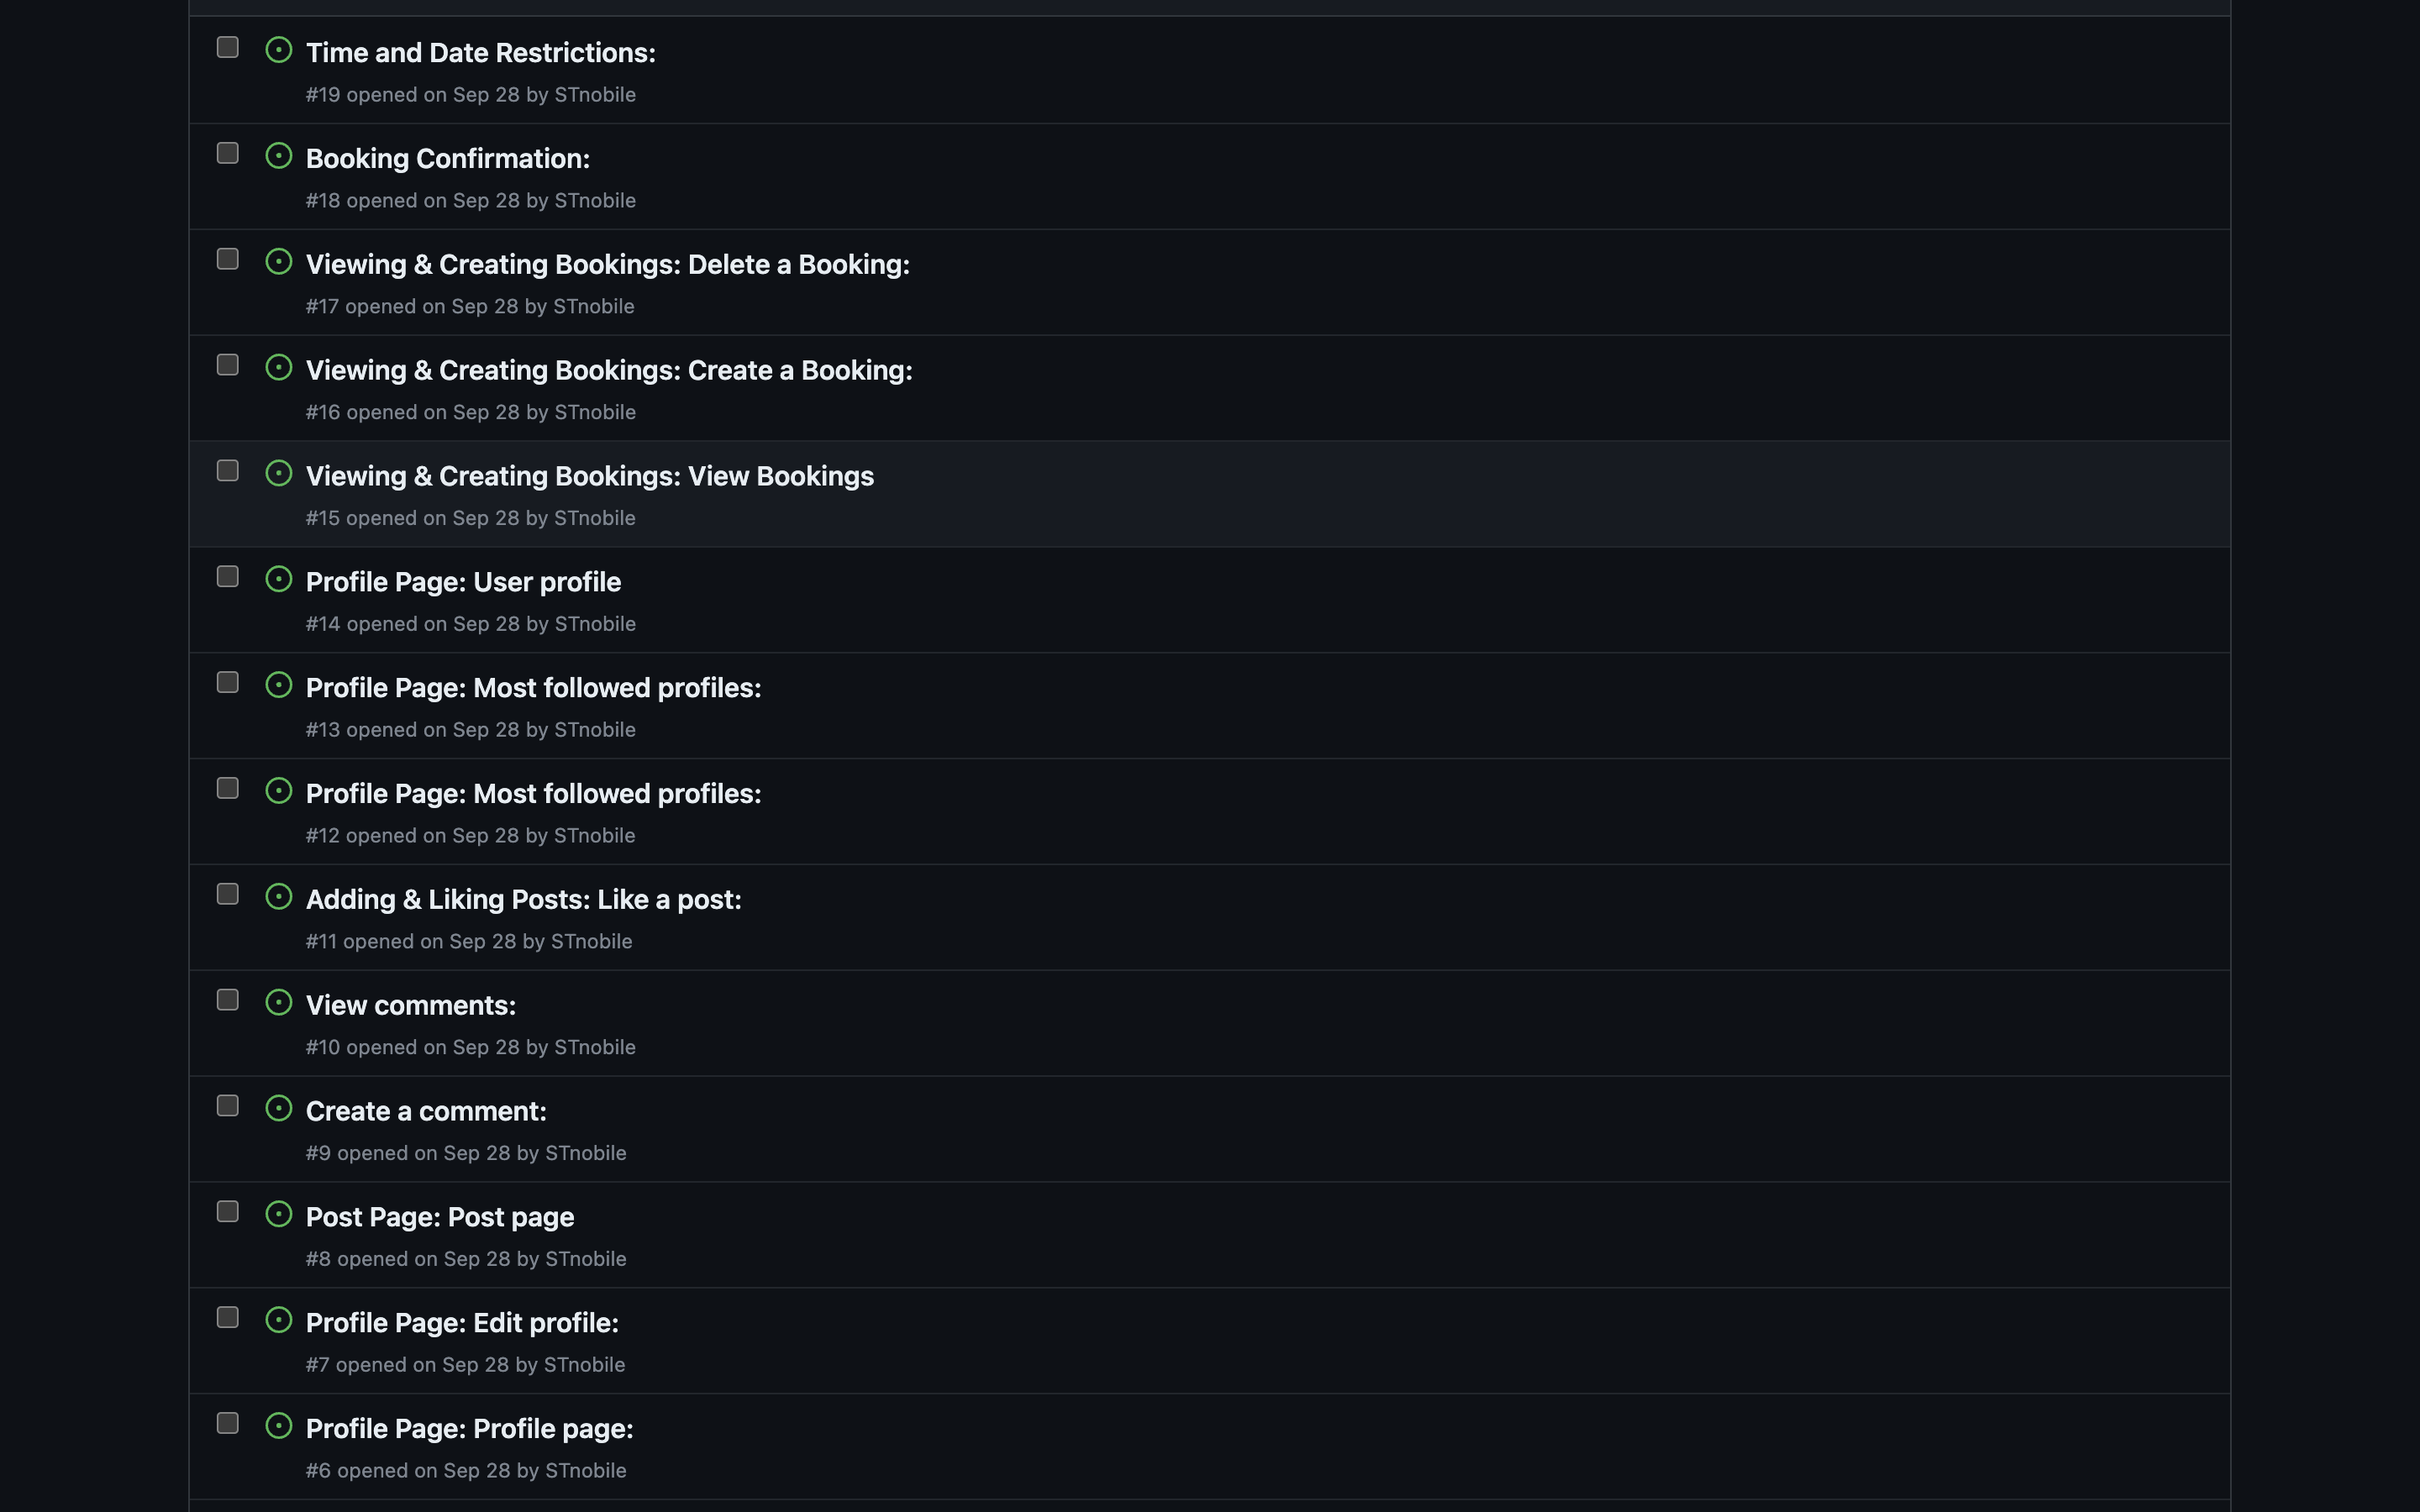 Time and Date Restrictions:
#19 opened on Sep 28 by STnobile
Booking Confirmation:
#18 opened on Sep 28 by STnobile
Viewing & Creating Bookings: Delete a Booking:
#17 opened on Sep 28 by STnobile
Viewing & Creating Bookings: Create a Booking:
#16 opened on Sep 28 by STnobile
Viewing & Creating Bookings: View Bookings
#15 opened on Sep 28 by STnobile
Profile Page: User profile
#14 opened on Sep 28 by STnobile
Profile Page: Most followed profiles:
#13 opened on Sep 28 by STnobile
Profile Page: Most followed profiles:
#12 opened on Sep 28 by STnobile
Adding & Liking Posts: Like a post:
#11 opened on Sep 28 by STnobile
View comments:
#10 opened on Sep 28 by STnobile
Create a comment:
#9 opened on Sep 28 by STnobile
Post Page: Post page
#8 opened on Sep 28 by STnobile
Profile Page: Edit profile:
#7 opened on Sep 28 by STnobile
Profile Page: Profile page:
#6 opened on Sep 28 by STnobile